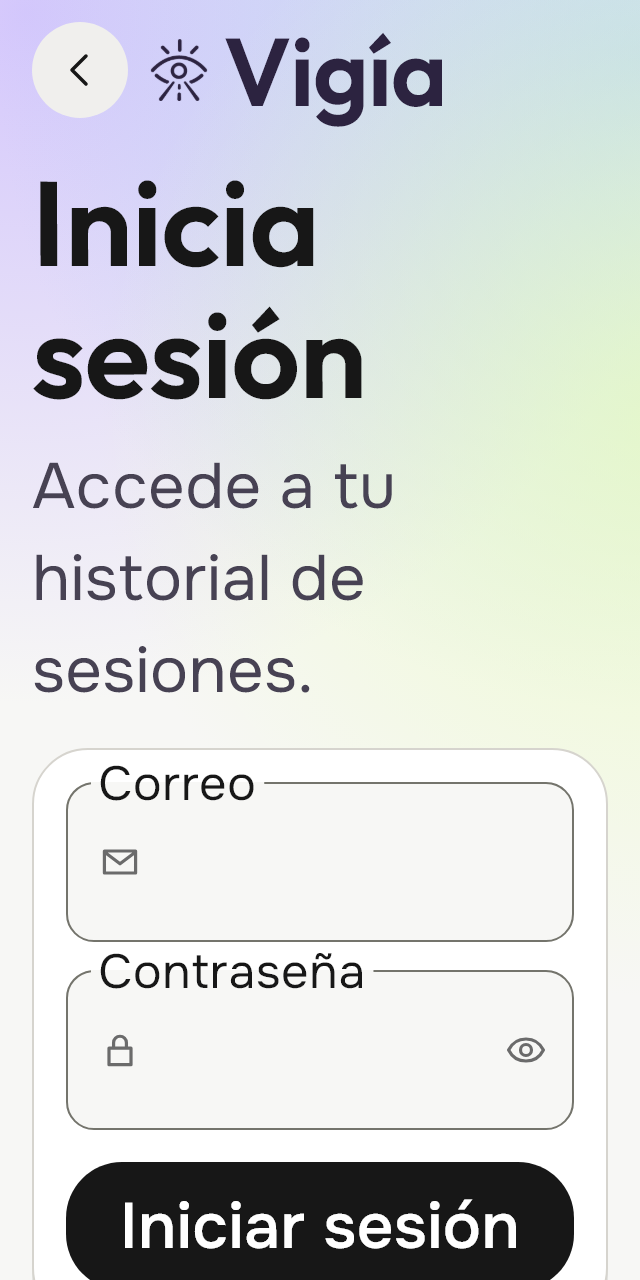 Vigía
Inicia
sesión
Accede a tu
historial de
sesiones.
Correo
Contraseña
Iniciar sesión